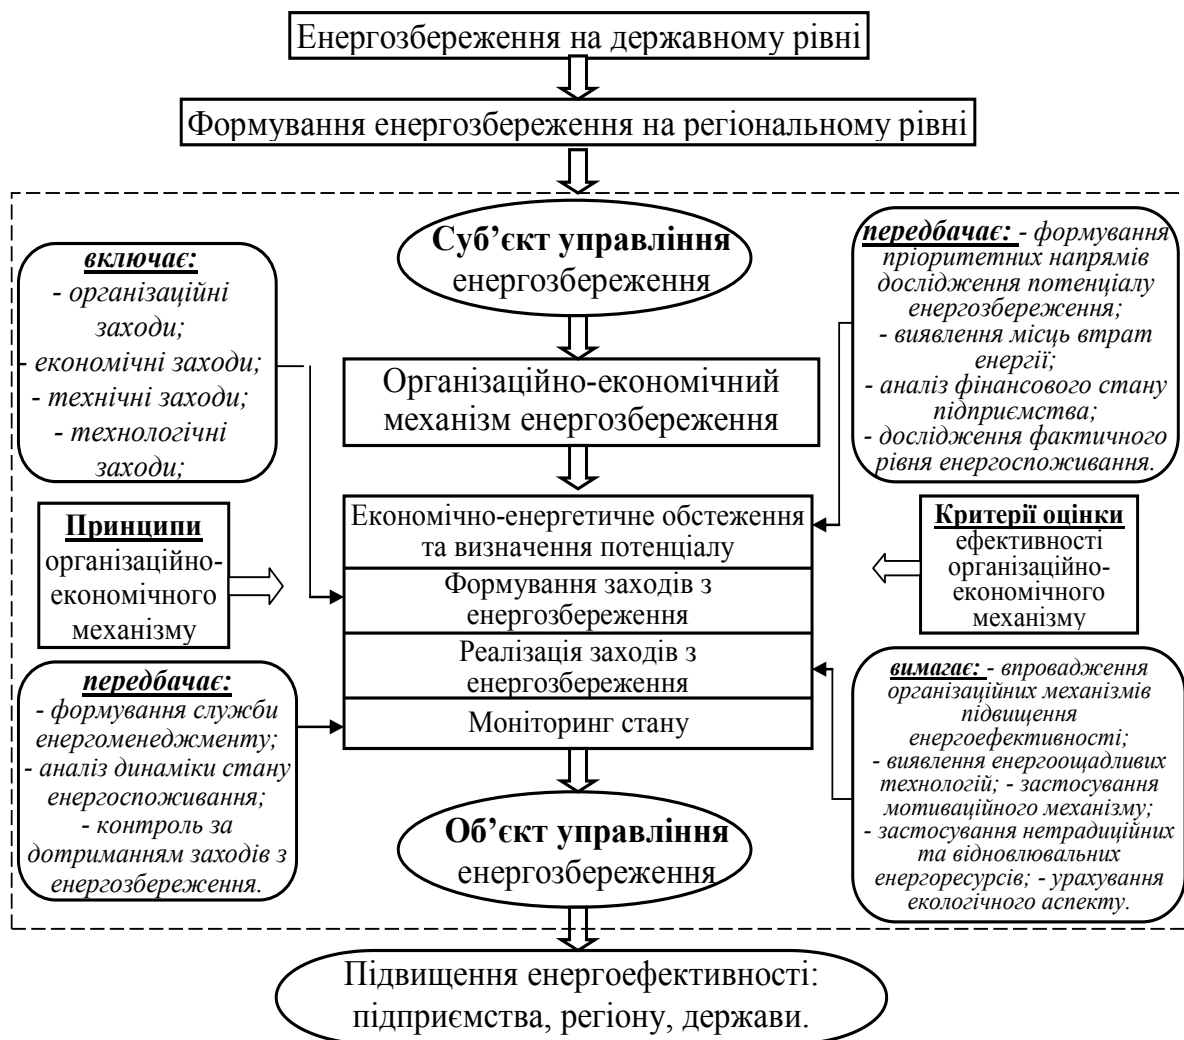 Енергозбереження на державному рівні
Формування енергозбереження на регіональному рівні
Суб’єкт управління
енергозбереження
включає:
- організаційні
заходи;
- економічні заходи;
- технічні заходи;
- технологічні
заходи;
передбачає: - формування
пріоритетних напрямів
дослідження потенціалу
енергозбереження;
- виявлення місць втрат
енергії;
- аналіз фінансового стану
підприємства;
- дослідження фактичного
рівня енергоспоживання.
Організаційно-економічний
механізм енергозбереження
Принципи
організаційно-
економічного
механізму
Економічно-енергетичне обстеження
та визначення потенціалу
Формування заходів з
енергозбереження
Реалізація заходів з
енергозбереження
Моніторинг стану
Критерії оцінки
ефективності
організаційно-
економічного
механізму
передбачає:
- формування служби
енергоменеджменту;
- аналіз динаміки стану
енергоспоживання;
- контроль за
дотриманням заходів з
енергозбереження.
вимагає: - впровадження
організаційних механізмів
підвищення
енергоефективності;
- виявлення енергоощадливих
технологій; - застосування
мотиваційного механізму;
- застосування нетрадиційних
та відновлювальних
енергоресурсів; - урахування
екологічного аспекту.
Об’єкт управління
енергозбереження
Підвищення енергоефективності:
підприємства, регіону, держави.